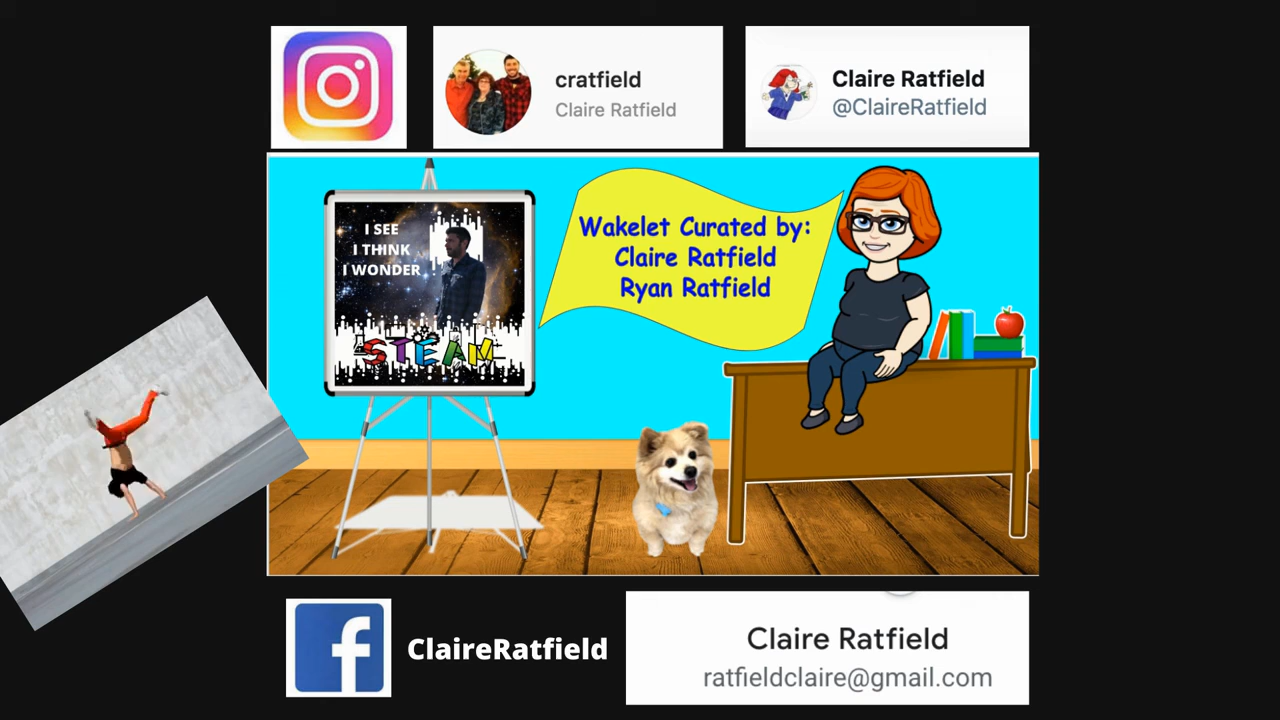 cratfield
Claire Ratfield
Claire Ratfield
@ClaireRatfield
I SEE
I THINK
I WONDER
STEAM
Wakelet Curated by:
Claire Ratfield
Ryan Ratfield
f
ClaireRatfield
Claire Ratfield
ratfieldclaire@gmail.com